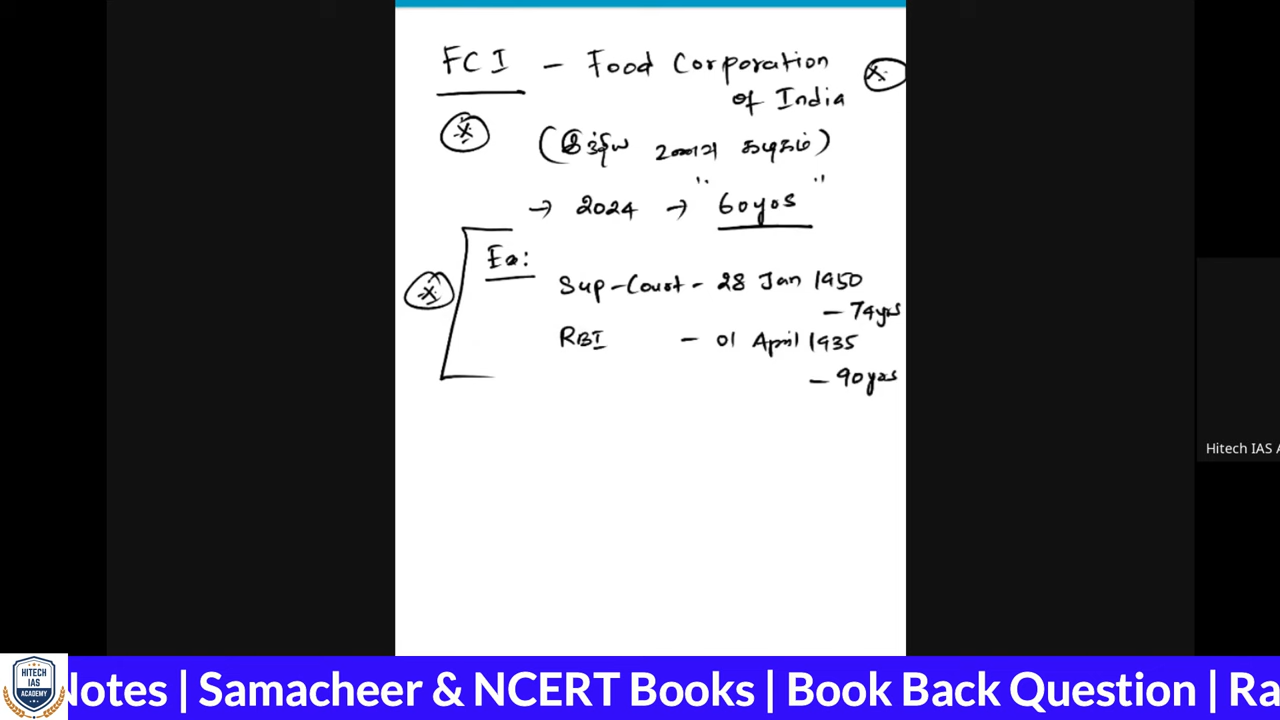 FCI - Food Corporation
of India
(இந்திய உணவு கழகம்)
→ 2024 → "60yrs"
Ex:
Sup-Court - 28 Jan 1950
- 74yrs
RBI - 01 April 1935
- 90yrs
Hitech IAS A
HITECH
IAS
ACADEMY
Notes | Samacheer & NCERT Books | Book Back Question | Ra